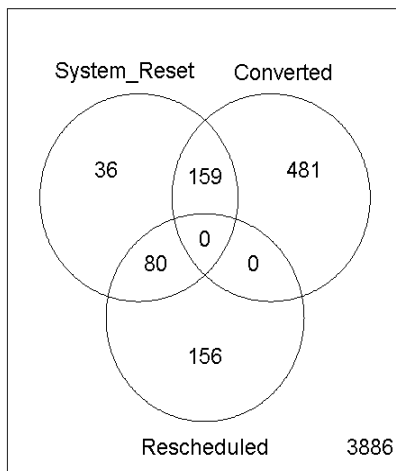 System_Reset Converted
36 159 481
0
80 0
156
Rescheduled 3886